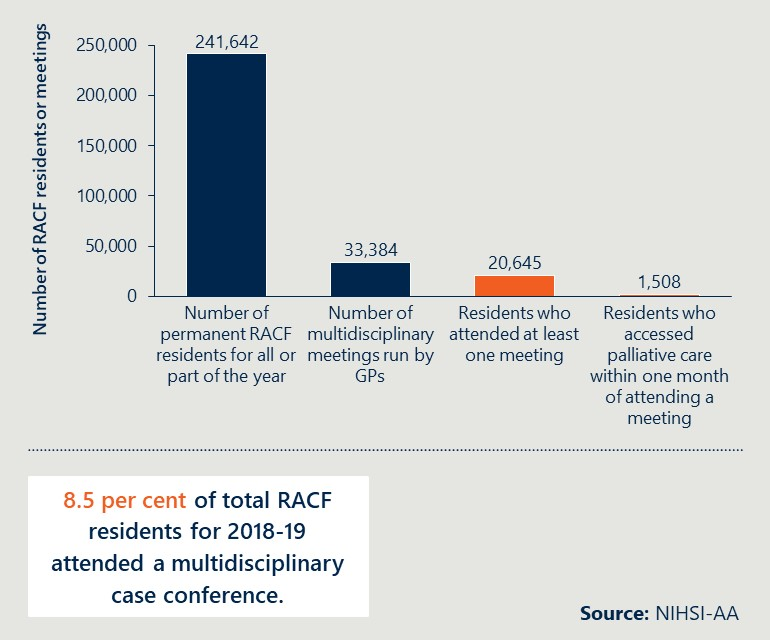 Number of RACF residents or meetings
250,000
200,000
150,000
100,000
50,000
0
241,642
33,384
20,645
1,508
Number of
permanent RACF
residents for all or
part of the year
Number of
multidisciplinary
meetings run by
GPs
Residents who
attended at least
one meeting
Residents who
accessed
palliative care
within one month
of attending a
meeting
8.5 per cent of total RACF
residents for 2018-19
attended a multidisciplinary
case conference.
Source: NIHSI-AA